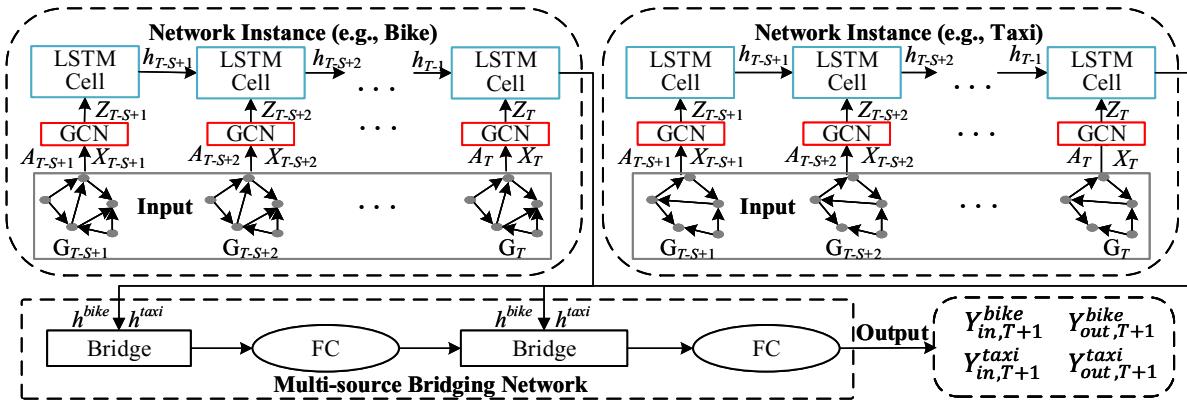 Network Instance (e.g., Bike)
LSTM Cell h_{T-S+1} LSTM Cell h_{T-S+2} . . . h_{T-1} LSTM Cell
Z_{T-S+1} Z_{T-S+2} Z_T
GCN GCN . . . GCN
A_{T-S+1} X_{T-S+1} A_{T-S+2} X_{T-S+2} A_T X_T
Input . . .
G_{T-S+1} G_{T-S+2} G_T
Network Instance (e.g., Taxi)
LSTM Cell h_{T-S+1} LSTM Cell h_{T-S+2} . . . h_{T-1} LSTM Cell
Z_{T-S+1} Z_{T-S+2} Z_T
GCN GCN . . . GCN
A_{T-S+1} X_{T-S+1} A_{T-S+2} X_{T-S+2} A_T X_T
Input . . .
G_{T-S+1} G_{T-S+2} G_T
h^{bike} h^{taxi} h^{bike} h^{taxi}
Bridge FC Bridge FC Output
Multi-source Bridging Network
Y^{bike}_{in,T+1} Y^{bike}_{out,T+1}
Y^{taxi}_{in,T+1} Y^{taxi}_{out,T+1}